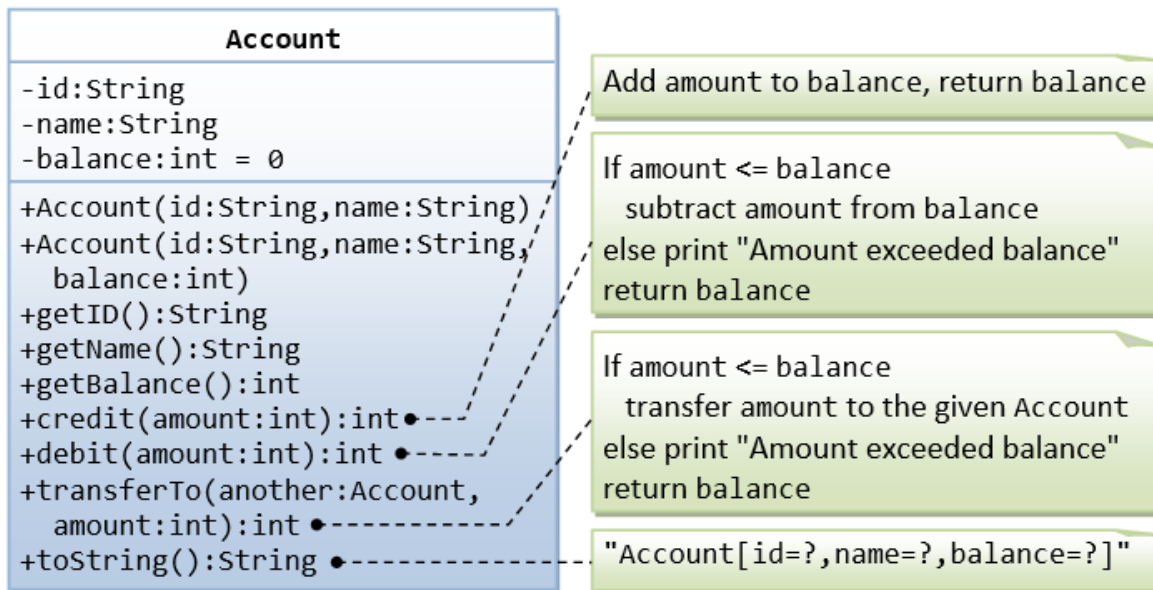 Account
-id:String
-name:String
-balance:int = 0
+Account(id:String,name:String)
+Account(id:String,name:String,
balance:int)
+getID():String
+getName():String
+getBalance():int
+credit(amount:int):int
+debit(amount:int):int
+transferTo(another:Account,
amount:int):int
+toString():String
Add amount to balance, return balance
If amount <= balance
subtract amount from balance
else print "Amount exceeded balance"
return balance
If amount <= balance
transfer amount to the given Account
else print "Amount exceeded balance"
return balance
"Account[id=?,name=?,balance=?]"